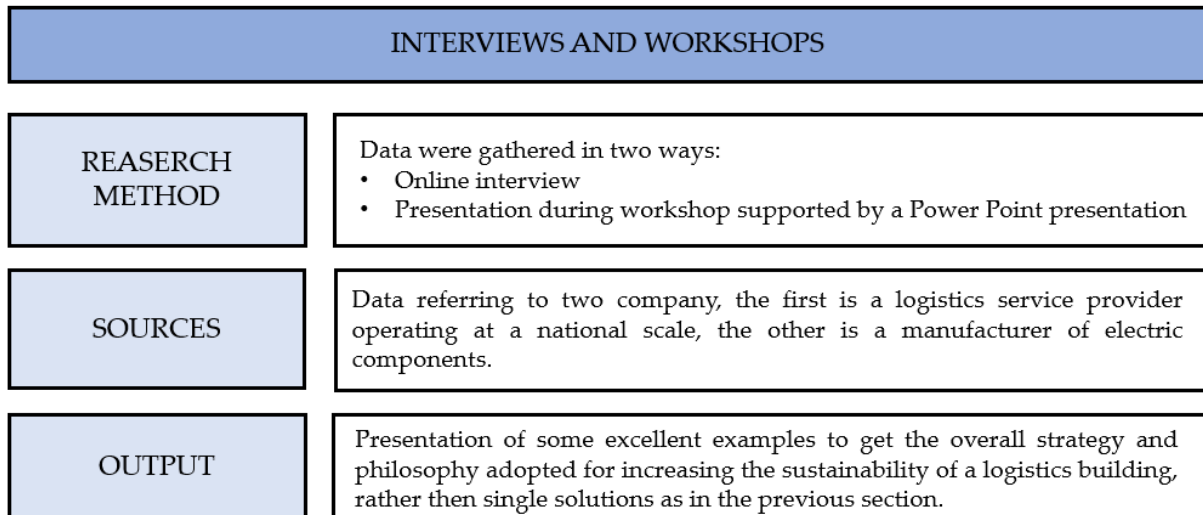 INTERVIEWS AND WORKSHOPS
REASERCH
METHOD
Data were gathered in two ways:
• Online interview
• Presentation during workshop supported by a Power Point presentation
SOURCES
Data referring to two company, the first is a logistics service provider
operating at a national scale, the other is a manufacturer of electric
components.
OUTPUT
Presentation of some excellent examples to get the overall strategy and
philosophy adopted for increasing the sustainability of a logistics building,
rather then single solutions as in the previous section.